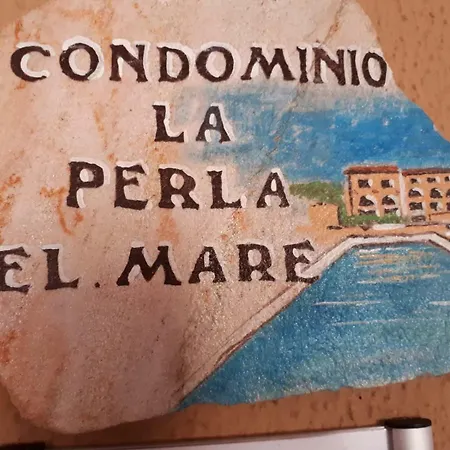 CONDOMINIO
LA
PERLA
EL. MARE